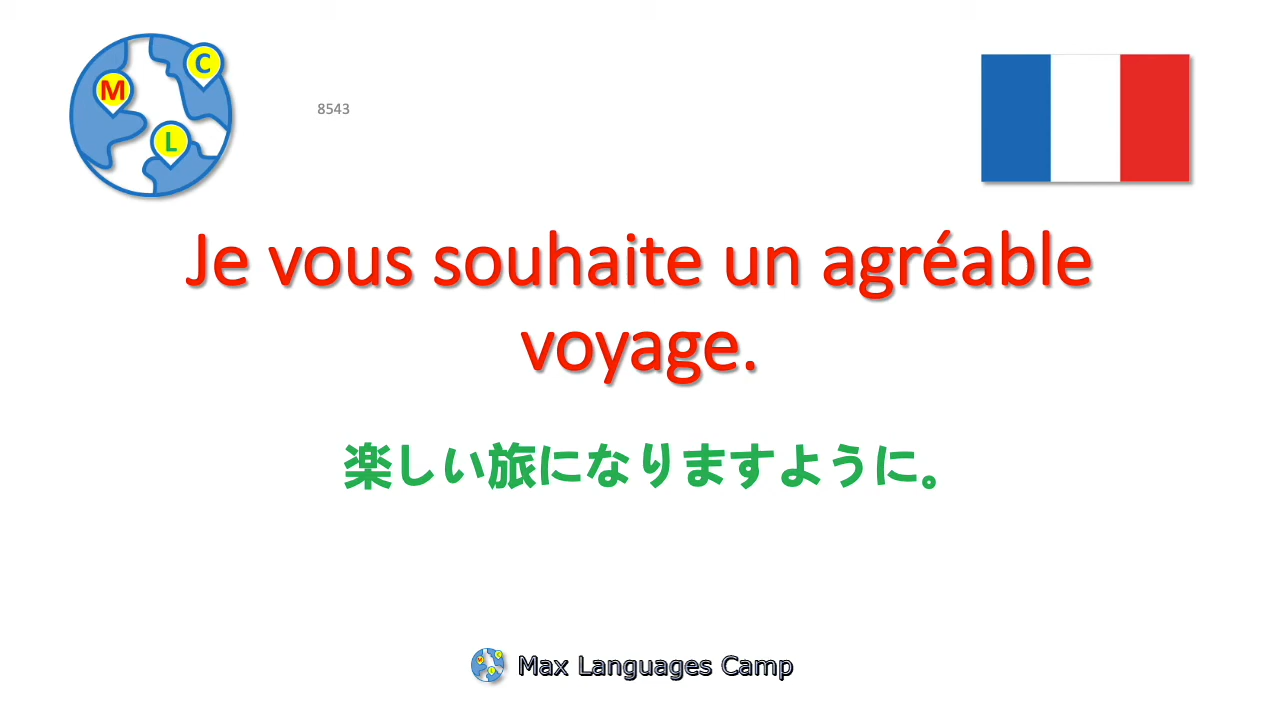 M
C
L
8543
Je vous souhaite un agréable
voyage.
楽しい旅になりますように。
Max Languages Camp